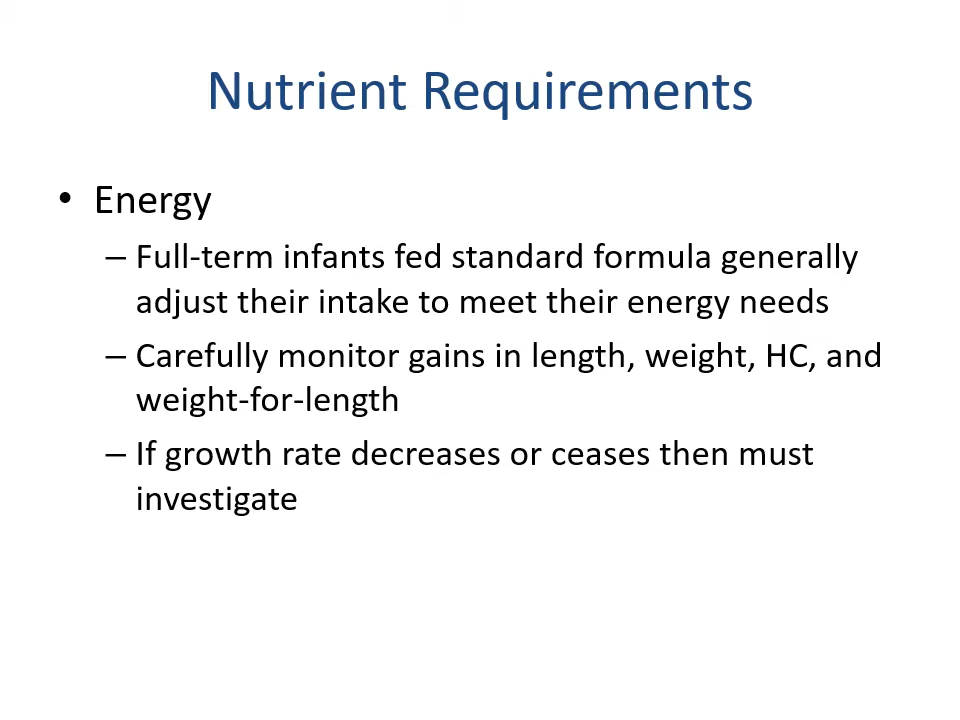 Nutrient Requirements
• Energy
– Full-term infants fed standard formula generally
adjust their intake to meet their energy needs
– Carefully monitor gains in length, weight, HC, and
weight-for-length
– If growth rate decreases or ceases then must
investigate